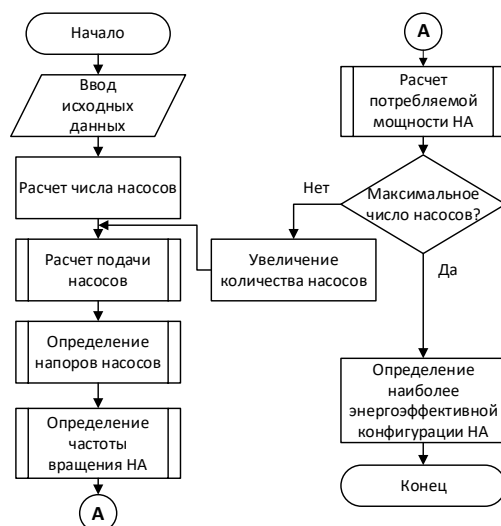 Начало
Ввод
исходных
данных
Расчет числа насосов
Расчет подачи
насосов
Определение
напоров насосов
Определение
частоты
вращения НА
А
А
Расчет
потребляемой
мощности НА
Максимальное
число насосов?
Нет
Увеличение
количества насосов
Да
Определение
наиболее
энергоэффективной
конфигурации НА
Конец